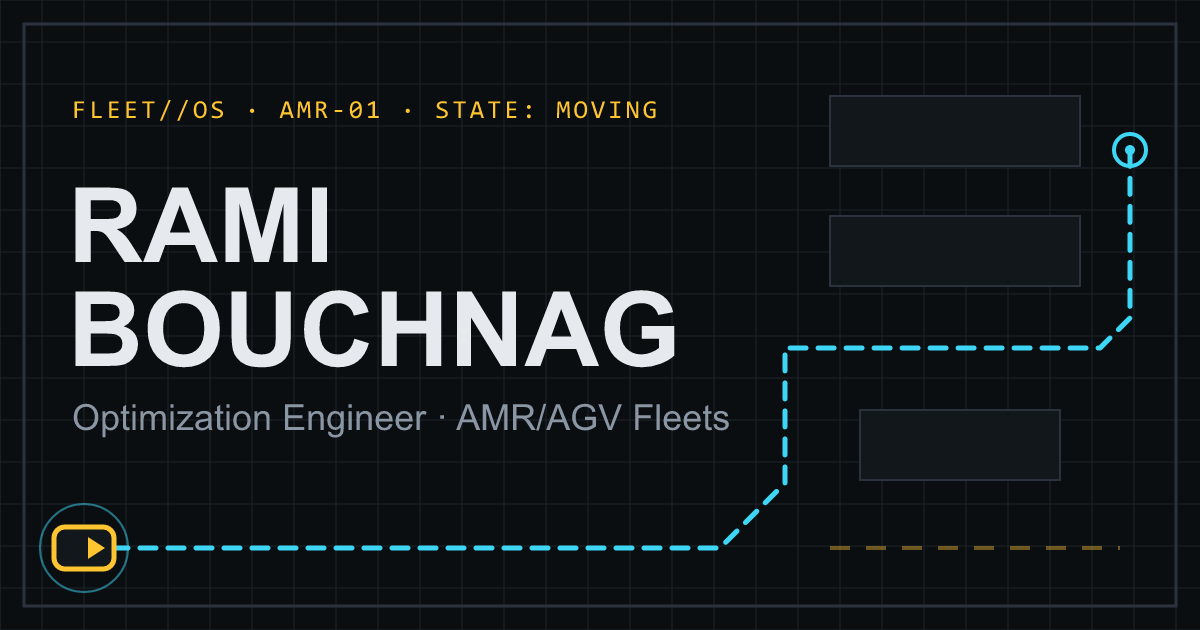 FLEET//OS · AMR-01 · STATE: MOVING
RAMI
BOUCHNAG
Optimization Engineer · AMR/AGV Fleets